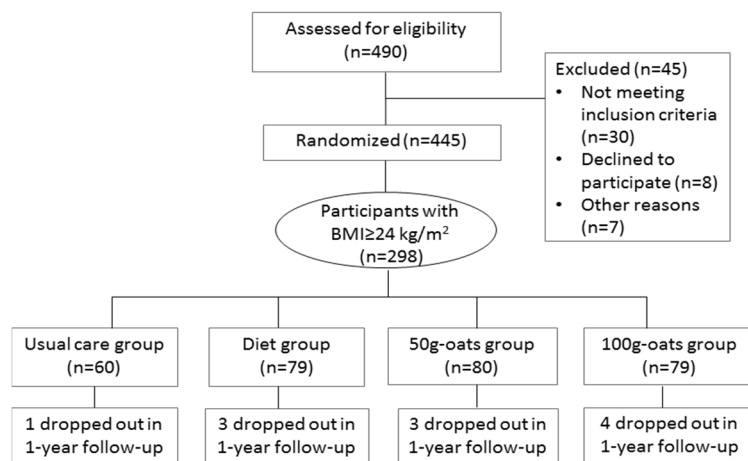 Assessed for eligibility
(n=490)
Excluded (n=45)
• Not meeting
inclusion criteria
(n=30)
• Declined to
participate (n=8)
• Other reasons
(n=7)
Randomized (n=445)
Participants with
BMI≥24 kg/m²
(n=298)
Usual care group
(n=60)
Diet group
(n=79)
50g-oats group
(n=80)
100g-oats group
(n=79)
1 dropped out in
1-year follow-up
3 dropped out in
1-year follow-up
3 dropped out in
1-year follow-up
4 dropped out in
1-year follow-up